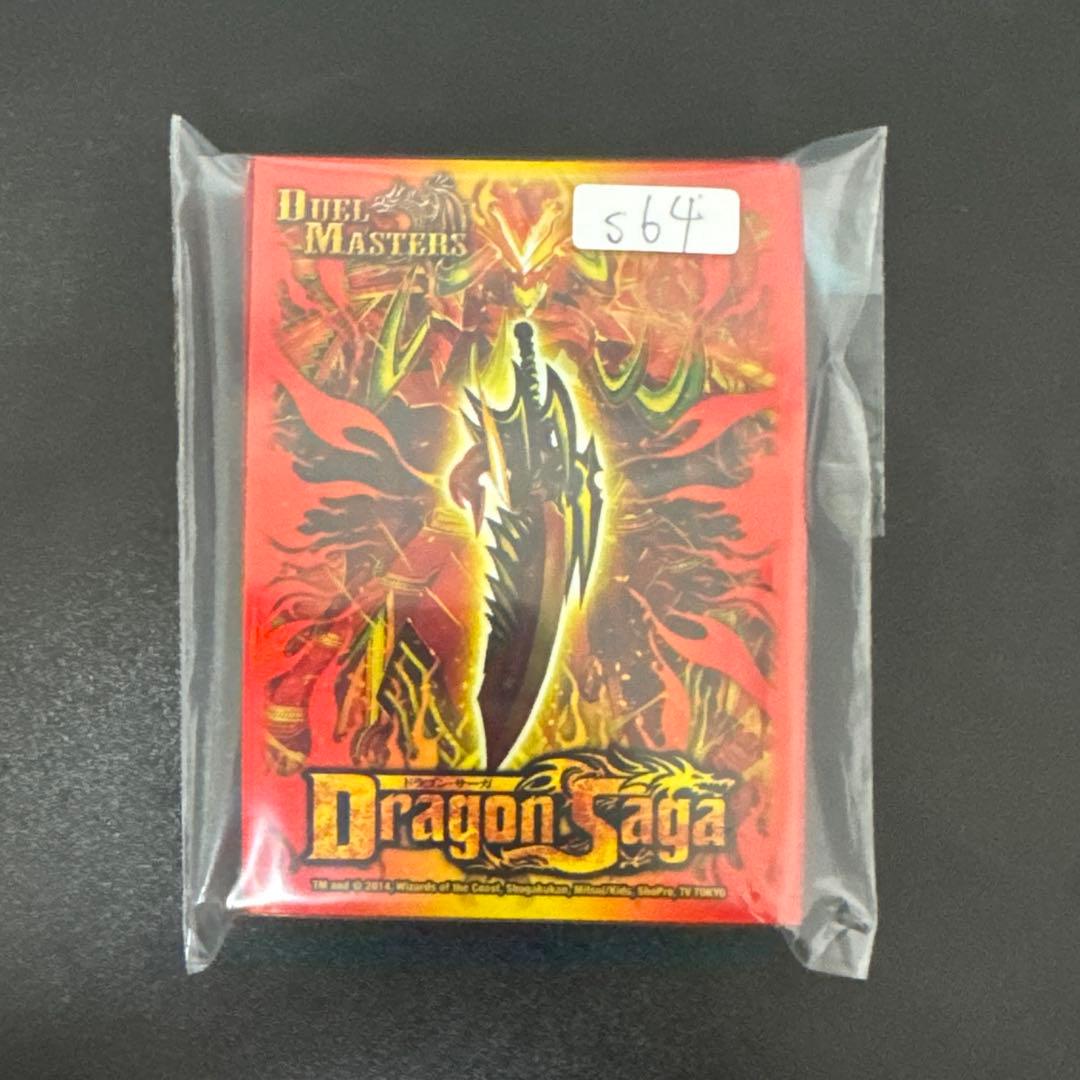 DUEL
MASTERS
s64
ドラゴン・サーガ
Dragon Saga
TM and © 2014, Wizards of the Coast, Shogakukan, Mitsui/Kids, ShoPro, TV TOKYO